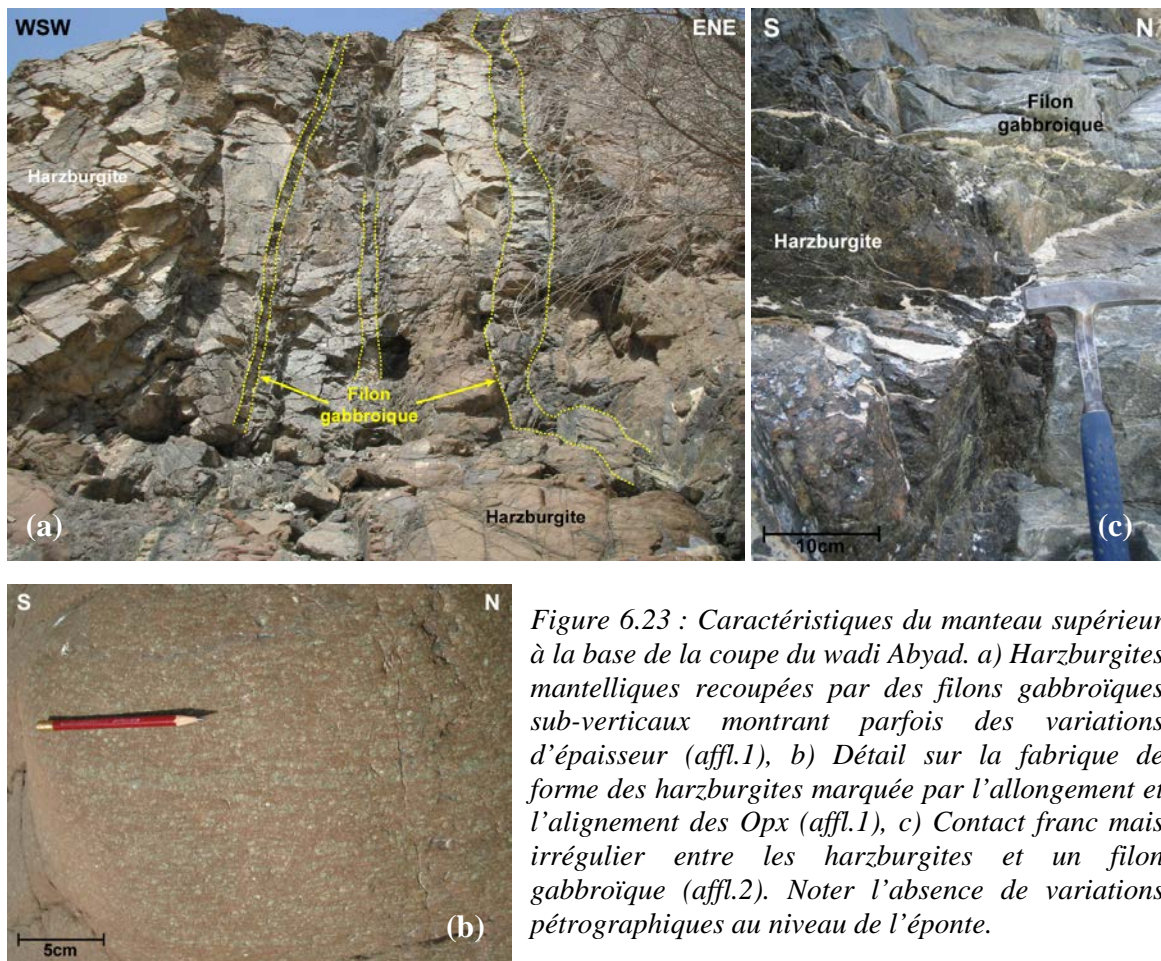 WSW
ENE
Harzburgite
Filon
gabbroique
Harzburgite
(a)
S
N
Filon
gabbroique
Harzburgite
10cm
(c)
S
N
5cm
(b)
Figure 6.23 : Caractéristiques du manteau supérieur
à la base de la coupe du wadi Abyad. a) Harzburgites
mantelliques recoupées par des filons gabbroïques
sub-verticaux montrant parfois des variations
d’épaisseur (affl.1), b) Détail sur la fabrique de
forme des harzburgites marquée par l’allongement et
l’alignement des Opx (affl.1), c) Contact franc mais
irrégulier entre les harzburgites et un filon
gabbroïque (affl.2). Noter l’absence de variations
pétrographiques au niveau de l’éponte.